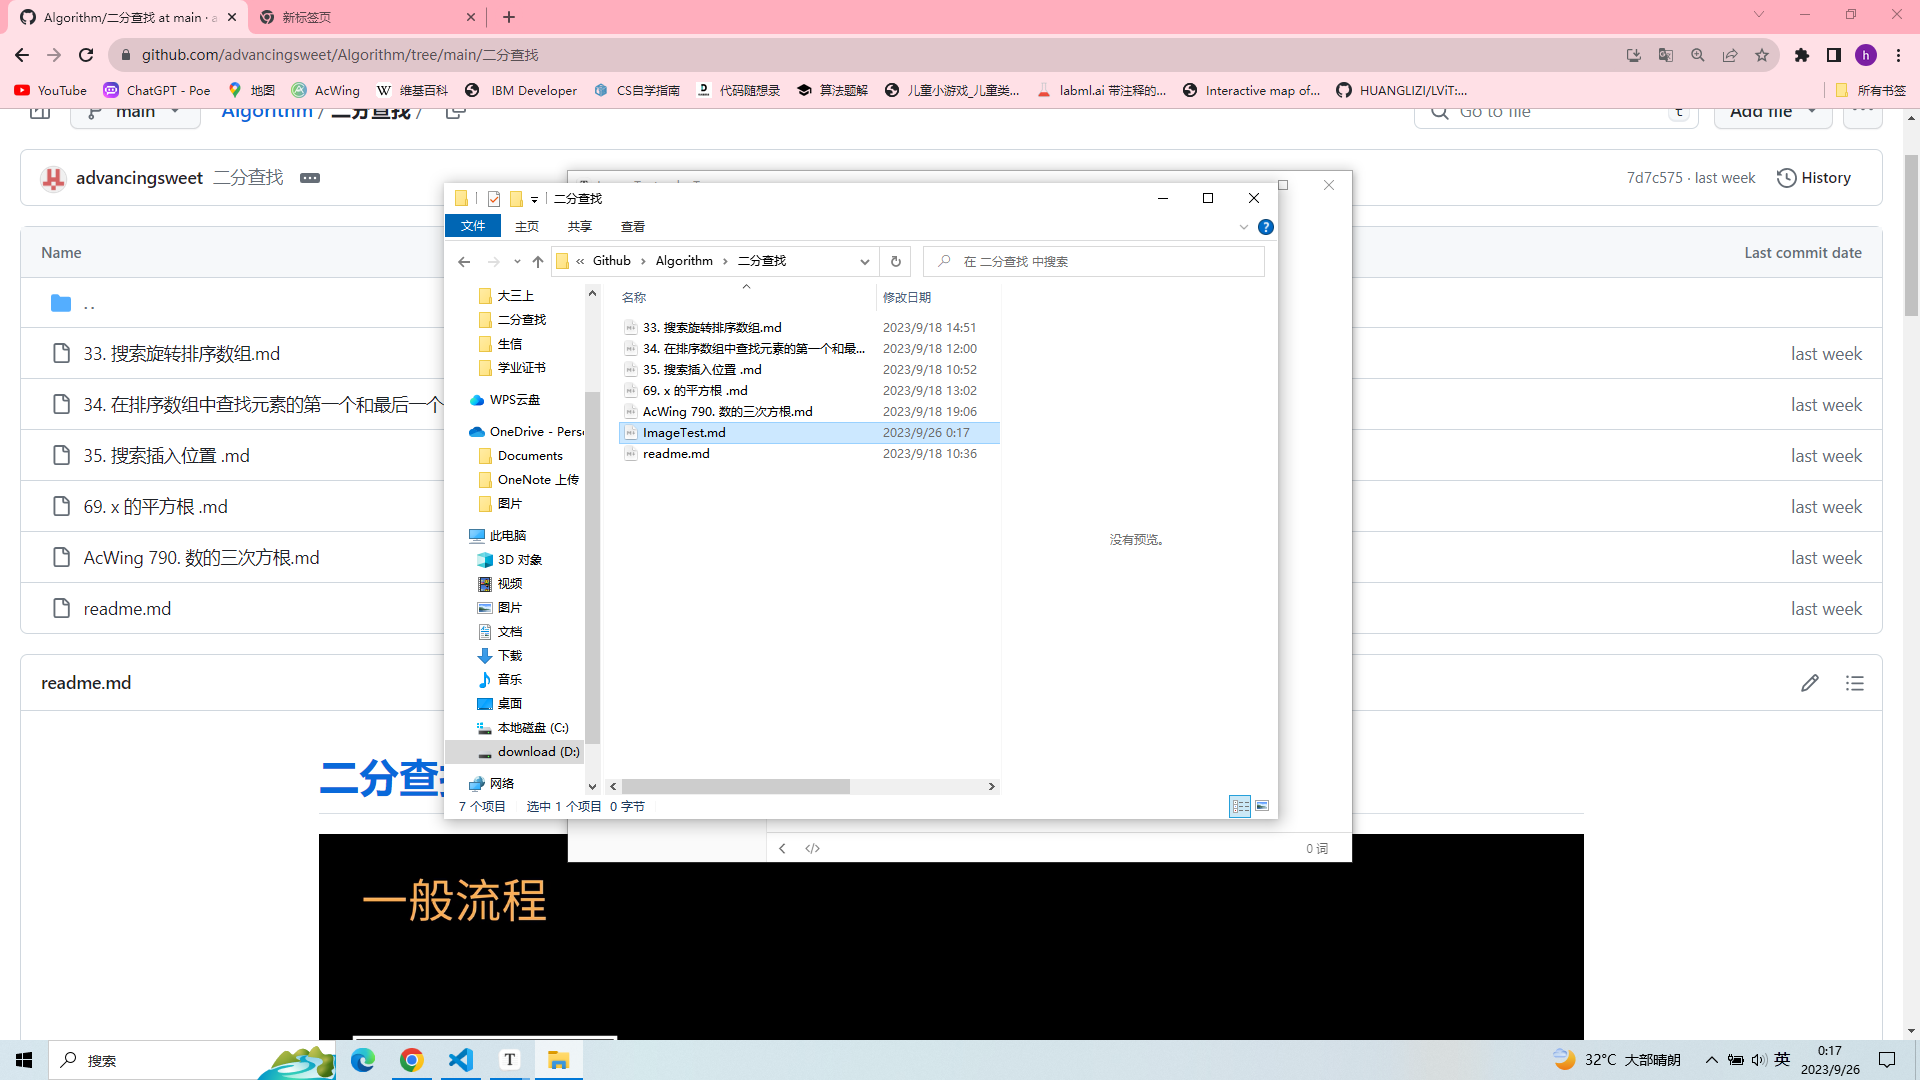 Algorithm/二分查找 at main · a
新标签页
github.com/advancingsweet/Algorithm/tree/main/二分查找
h
YouTube
ChatGPT - Poe
地图
AcWing
维基百科
IBM Developer
CS自学指南
代码随想录
算法题解
儿童小游戏_儿童类...
labml.ai 带注释的...
Interactive map of...
HUANGLIZI/LViT:...
所有书签
main
Algorithm / 二分查找 /
Go to file
t
Add file
advancingsweet 二分查找
7d7c575 · last week
History
Name
Last commit date
..
33. 搜索旋转排序数组.md
last week
34. 在排序数组中查找元素的第一个和最后一个
last week
35. 搜索插入位置 .md
last week
69. x 的平方根 .md
last week
AcWing 790. 数的三次方根.md
last week
readme.md
last week
readme.md
二分查
一般流程
二分查找
文件
主页
共享
查看
« Github › Algorithm › 二分查找
在 二分查找 中搜索
大三上
二分查找
生信
学业证书
WPS云盘
OneDrive - Pers
Documents
OneNote 上传
图片
此电脑
3D 对象
视频
图片
文档
下载
音乐
桌面
本地磁盘 (C:)
download (D:)
网络
名称
修改日期
33. 搜索旋转排序数组.md
2023/9/18 14:51
34. 在排序数组中查找元素的第一个和最...
2023/9/18 12:00
35. 搜索插入位置 .md
2023/9/18 10:52
69. x 的平方根 .md
2023/9/18 13:02
AcWing 790. 数的三次方根.md
2023/9/18 19:06
ImageTest.md
2023/9/26 0:17
readme.md
2023/9/18 10:36
没有预览。
7 个项目
选中 1 个项目 0 字节
</>
0 词
搜索
T
32°C 大部晴朗
英
0:17
2023/9/26